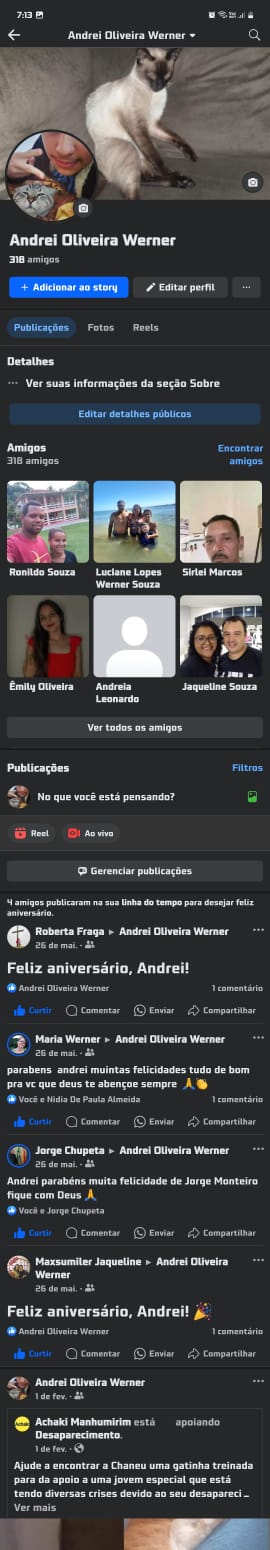 7:13
Andrei Oliveira Werner
Andrei Oliveira Werner
318 amigos
+ Adicionar ao story
Editar perfil
Publicações
Fotos
Reels
Detalhes
··· Ver suas informações da seção Sobre
Editar detalhes públicos
Amigos
318 amigos
Encontrar
amigos
Ronildo Souza
Luciane Lopes
Werner Souza
Sirlei Marcos
Êmily Oliveira
Andreia
Leonardo
Jaqueline Souza
Ver todos os amigos
Publicações
Filtros
No que você está pensando?
Reel
Ao vivo
Gerenciar publicações
4 amigos publicaram na sua linha do tempo para desejar feliz
aniversário.
Roberta Fraga ▸ Andrei Oliveira Werner
26 de mai. ·
Feliz aniversário, Andrei!
Andrei Oliveira Werner
1 comentário
Curtir
Comentar
Enviar
Compartilhar
Maria Werner ▸ Andrei Oliveira Werner
26 de mai. ·
parabens andrei muintas felicidades tudo de bom
pra vc que deus te abençoe sempre 🙏👏
Você e Nidia De Paula Almeida
1 comentário
Curtir
Comentar
Enviar
Compartilhar
Jorge Chupeta ▸ Andrei Oliveira Werner
26 de mai. ·
Andrei parabéns muita felicidade de Jorge Monteiro
fique com Deus 🙏
Você e Jorge Chupeta
Curtir
Comentar
Enviar
Compartilhar
Maxsumiler Jaqueline ▸ Andrei Oliveira
Werner
26 de mai. ·
Feliz aniversário, Andrei! 🎉
Andrei Oliveira Werner
1 comentário
Curtir
Comentar
Enviar
Compartilhar
Andrei Oliveira Werner
1 de fev. ·
Achaki
Achaki Manhumirim está apoiando
Desaparecimento.
1 de fev. ·
Ajude a encontrar a Chaneu uma gatinha treinada
para da apoio a uma jovem especial que está
tendo diversas crises devido ao seu desapareci...
Ver mais